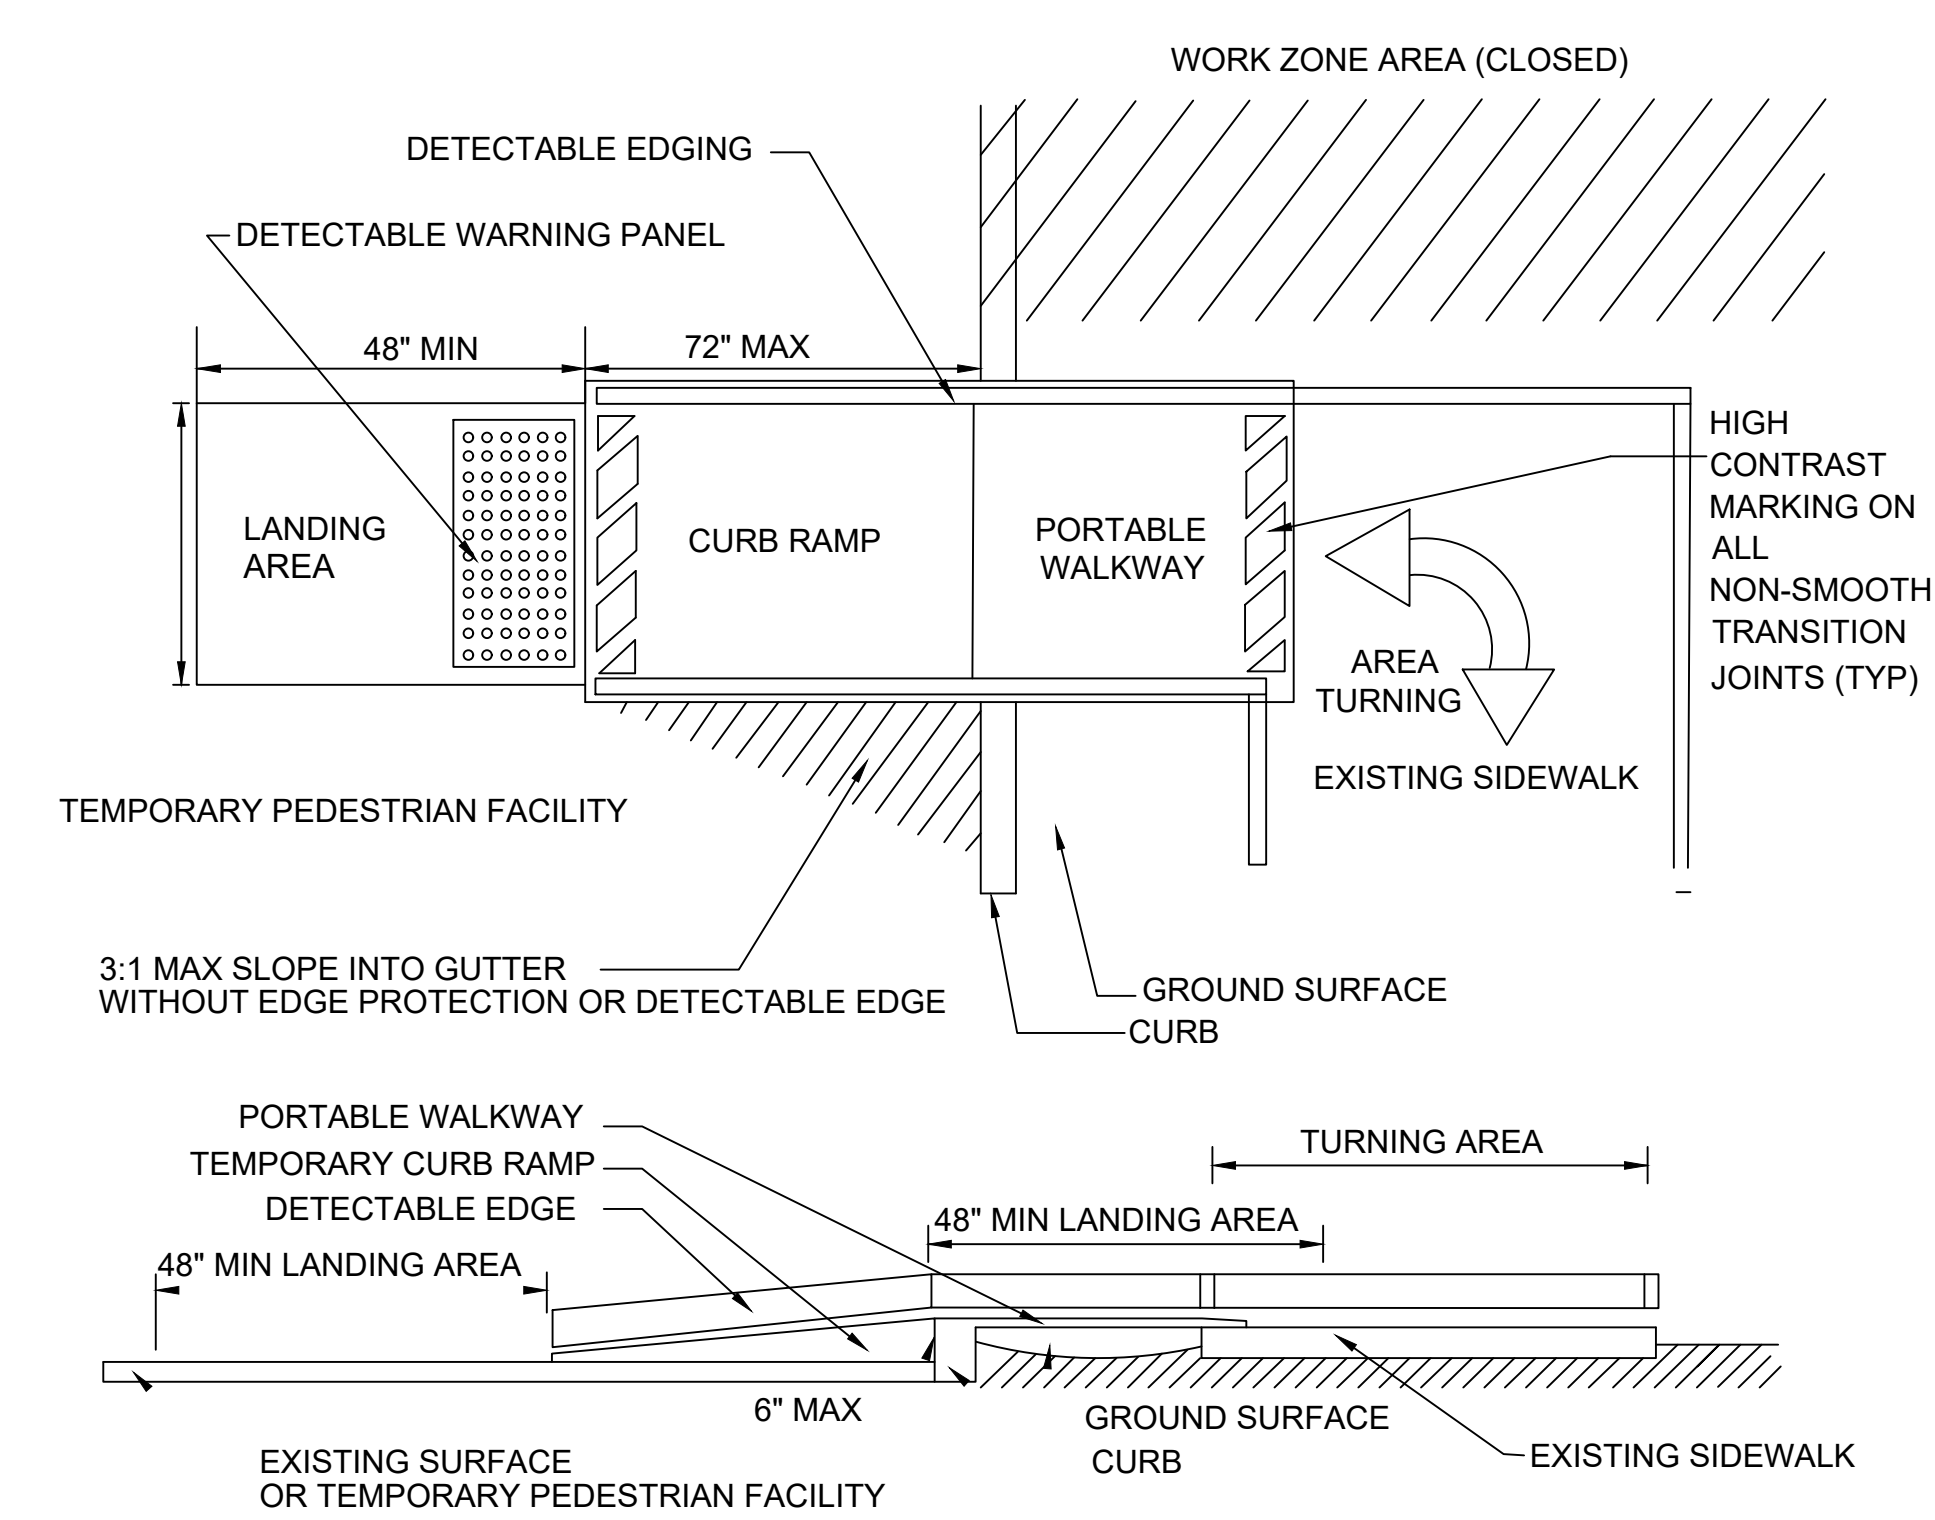 WORK ZONE AREA (CLOSED)
DETECTABLE EDGING
DETECTABLE WARNING PANEL
48" MIN
72" MAX
HIGH
CONTRAST
MARKING ON
ALL
NON-SMOOTH
TRANSITION
JOINTS (TYP)
LANDING
AREA
CURB RAMP
PORTABLE
WALKWAY
AREA
TURNING
EXISTING SIDEWALK
TEMPORARY PEDESTRIAN FACILITY
3:1 MAX SLOPE INTO GUTTER
WITHOUT EDGE PROTECTION OR DETECTABLE EDGE
GROUND SURFACE
CURB
PORTABLE WALKWAY
TEMPORARY CURB RAMP
DETECTABLE EDGE
48" MIN LANDING AREA
TURNING AREA
48" MIN LANDING AREA
6" MAX
GROUND SURFACE
CURB
EXISTING SIDEWALK
EXISTING SURFACE
OR TEMPORARY PEDESTRIAN FACILITY